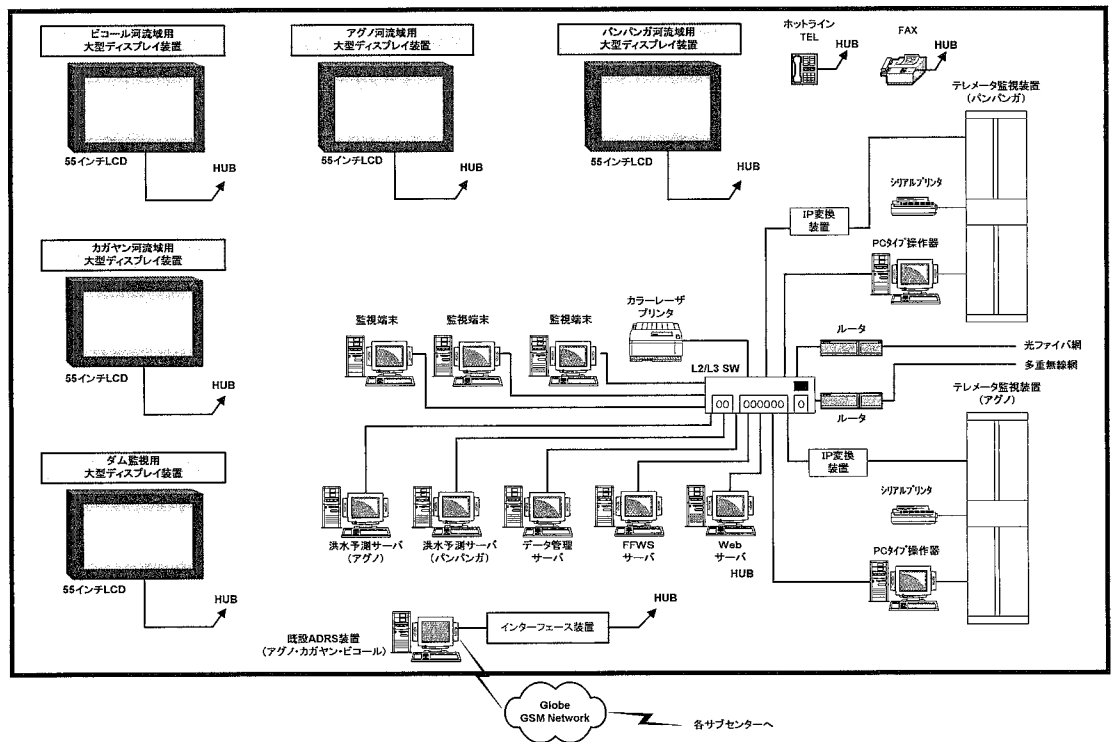 ビコール河流域用
大型ディスプレイ装置
55インチLCD
HUB
アグノ河流域用
大型ディスプレイ装置
55インチLCD
HUB
パンパンガ河流域用
大型ディスプレイ装置
55インチLCD
HUB
ホットライン
TEL
HUB
FAX
HUB
テレメータ監視装置
(パンパンガ)
シリアルプリンタ
IP変換
装置
PCタイプ操作器
カガヤン河流域用
大型ディスプレイ装置
55インチLCD
HUB
監視端末
監視端末
監視端末
カラーレーザ
プリンタ
L2/L3 SW
ルータ
光ファイバ網
多重無線網
ルータ
テレメータ監視装置
(アグノ)
IP変換
装置
シリアルプリンタ
PCタイプ操作器
ダム監視用
大型ディスプレイ装置
55インチLCD
HUB
洪水予測サーバ
(アグノ)
洪水予測サーバ
(パンパンガ)
データ管理
サーバ
FFWS
サーバ
Web
サーバ
HUB
既設ADRS装置
(アグノ・カガヤン・ビコール)
インターフェース装置
HUB
Globe
GSM Network
各サブセンターへ